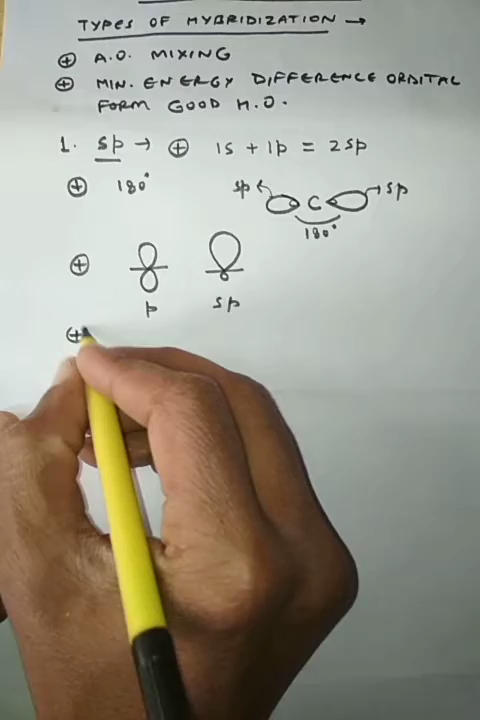 TYPES OF HYBRIDIZATION →
⊕ A.O. MIXING
⊕ MIN. ENERGY DIFFERENCE ORBITAL
FORM GOOD H.O.
1. sp → ⊕ 1s + 1p = 2sp
⊕ 180°
sp C sp
180°
⊕
p sp
⊕